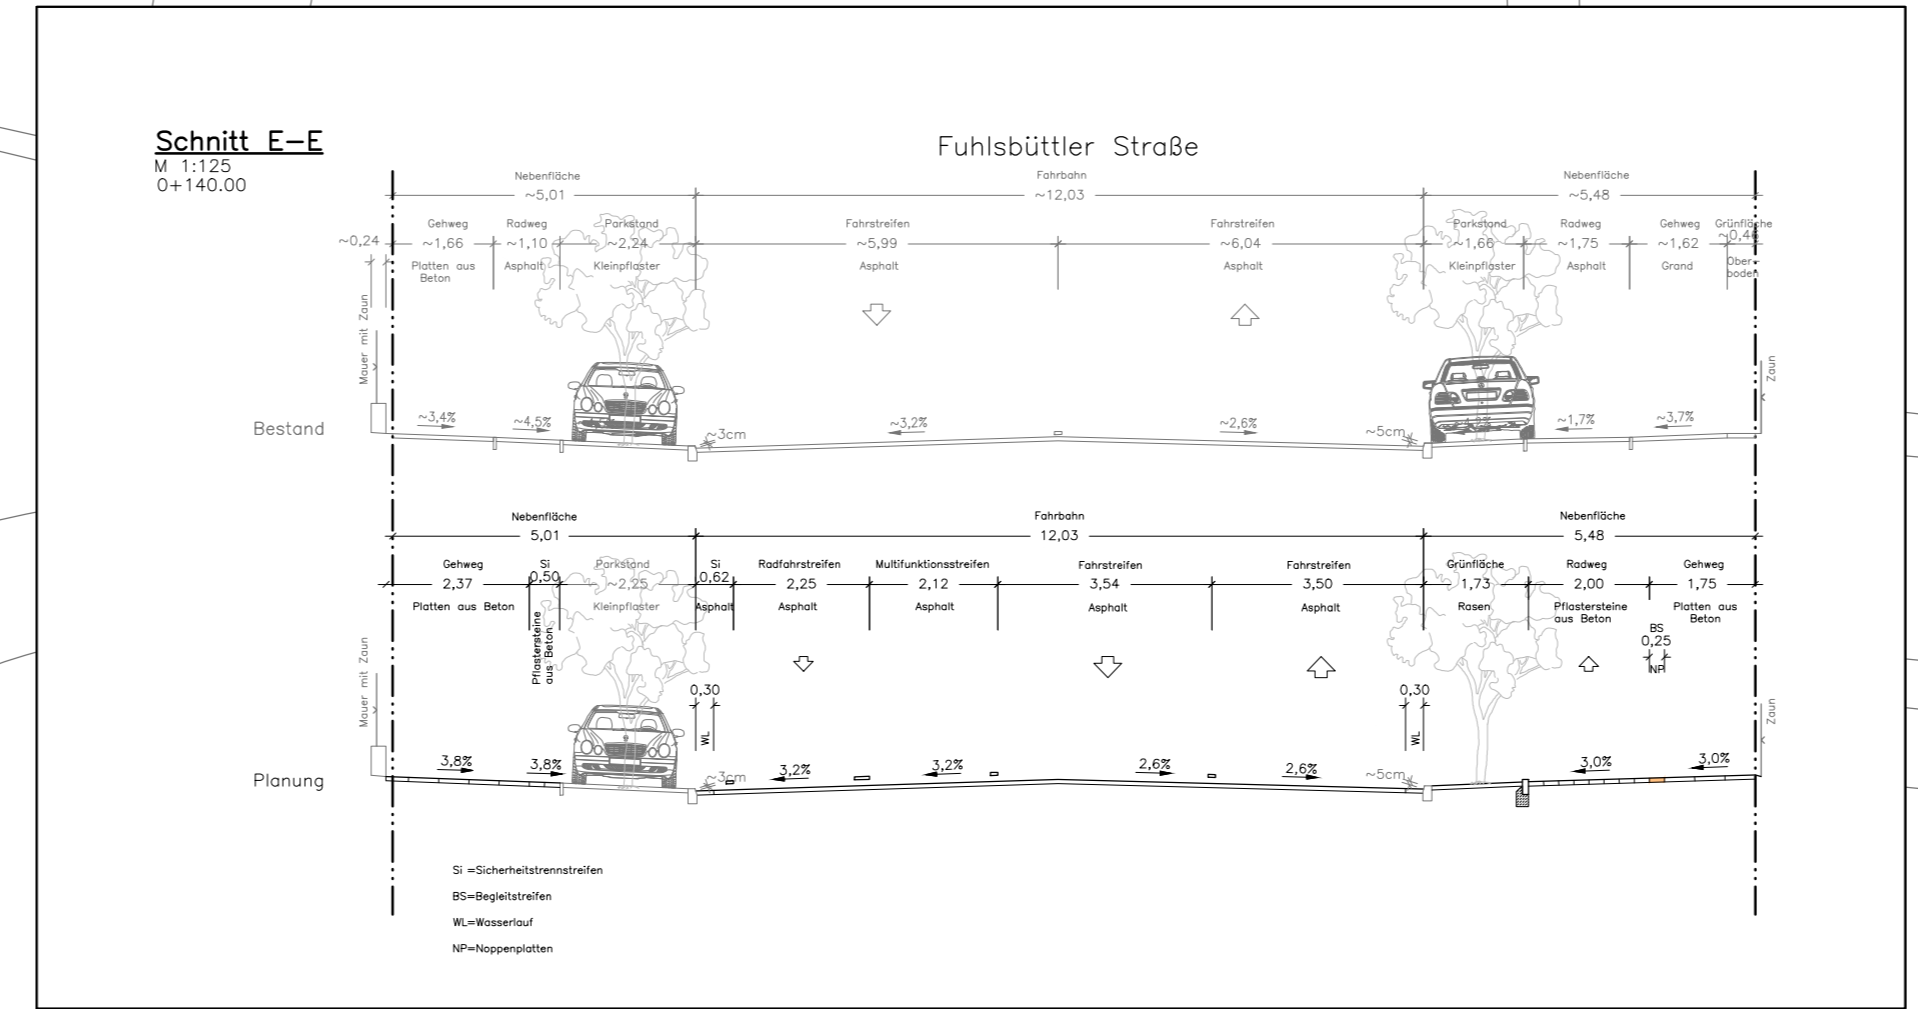 Schnitt E–E
M 1:125
0+140.00
Fuhlsbüttler Straße
Nebenfläche
~5,01
Fahrbahn
~12,03
Nebenfläche
~5,48
~0,24
Gehweg
~1,66
Platten aus
Beton
Radweg
~1,10
Asphalt
Parkstand
~2,24
Kleinpflaster
Fahrstreifen
~5,99
Asphalt
Fahrstreifen
~6,04
Asphalt
Parkstand
~1,66
Kleinpflaster
Radweg
~1,75
Asphalt
Gehweg
~1,62
Grand
Grünfläche
Ober-
boden
Mauer mit Zaun
Zaun
Bestand
~3,4%
~4,5%
~3cm
~3,2%
~2,6%
~5cm
~1,7%
~3,7%
Nebenfläche
5,01
Fahrbahn
12,03
Nebenfläche
5,48
Gehweg
2,37
Platten aus Beton
Si
0,50
Pflastersteine
aus Beton
Parkstand
~2,25
Kleinpflaster
Si
0,62
Asphalt
Radfahrstreifen
2,25
Asphalt
Multifunktionsstreifen
2,12
Asphalt
Fahrstreifen
3,54
Asphalt
Fahrstreifen
3,50
Asphalt
Grünfläche
1,73
Rasen
Radweg
2,00
Pflastersteine
aus Beton
Gehweg
1,75
Platten aus
Beton
BS
0,25
NP
Mauer mit Zaun
0,30
WL
0,30
WL
Zaun
Planung
3,8%
3,8%
~3cm
3,2%
3,2%
2,6%
2,6%
~5cm
3,0%
3,0%
Si =Sicherheitstrennstreifen
BS=Begleitstreifen
WL=Wasserlauf
NP=Noppenplatten